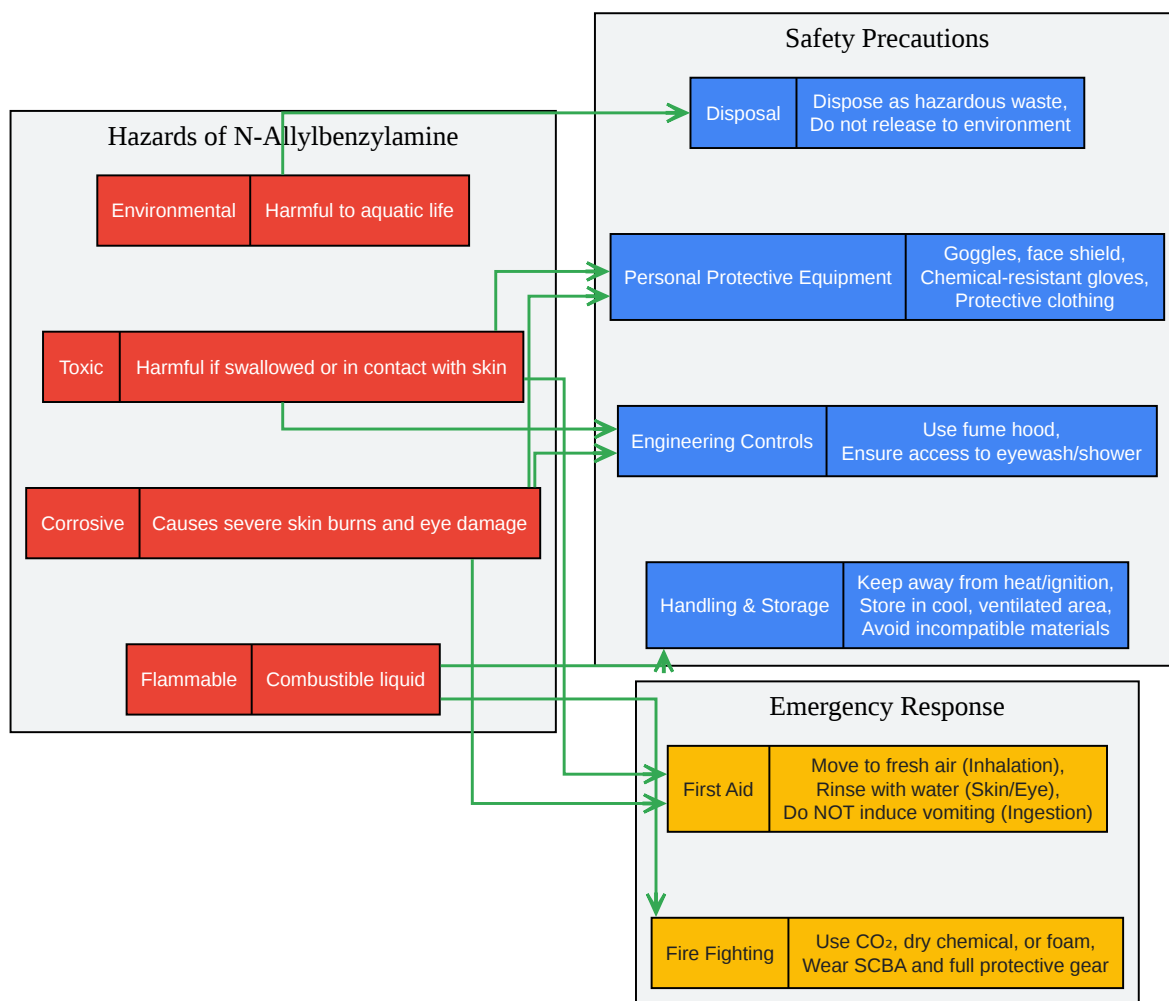 Hazards of N-Allylbenzylamine
Environmental
Harmful to aquatic life
Toxic
Harmful if swallowed or in contact with skin
Corrosive
Causes severe skin burns and eye damage
Flammable
Combustible liquid
Safety Precautions
Disposal
Dispose as hazardous waste,
Do not release to environment
Personal Protective Equipment
Goggles, face shield,
Chemical-resistant gloves,
Protective clothing
Engineering Controls
Use fume hood,
Ensure access to eyewash/shower
Handling & Storage
Keep away from heat/ignition,
Store in cool, ventilated area,
Avoid incompatible materials
Emergency Response
First Aid
Move to fresh air (Inhalation),
Rinse with water (Skin/Eye),
Do NOT induce vomiting (Ingestion)
Fire Fighting
Use CO₂, dry chemical, or foam,
Wear SCBA and full protective gear